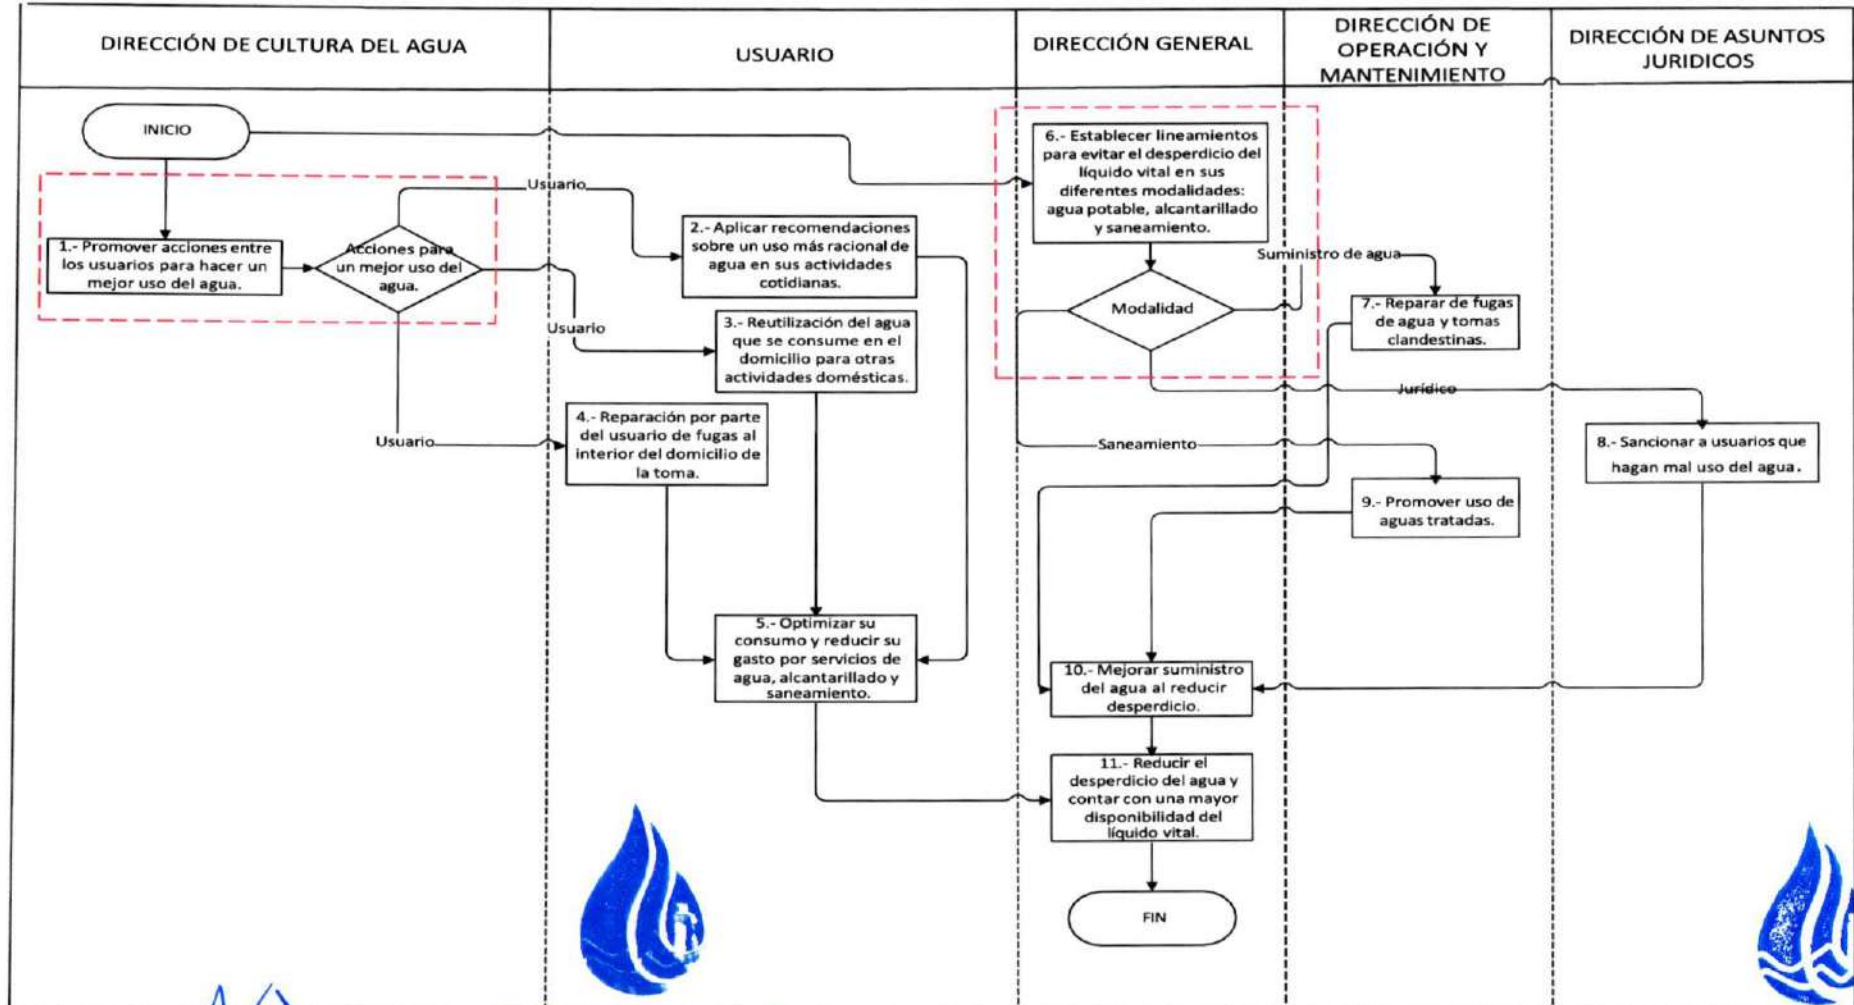 DIRECCIÓN DE CULTURA DEL AGUA
USUARIO
DIRECCIÓN GENERAL
DIRECCIÓN DE
OPERACIÓN Y
MANTENIMIENTO
DIRECCIÓN DE ASUNTOS
JURIDICOS
INICIO
1.- Promover acciones entre
los usuarios para hacer un
mejor uso del agua.
Acciones para
un mejor uso del
agua.
Usuario
Usuario
Usuario
2.- Aplicar recomendaciones
sobre un uso más racional de
agua en sus actividades
cotidianas.
3.- Reutilización del agua
que se consume en el
domicilio para otras
actividades domésticas.
4.- Reparación por parte
del usuario de fugas al
interior del domicilio de
la toma.
5.- Optimizar su
consumo y reducir su
gasto por servicios de
agua, alcantarillado y
saneamiento.
6.- Establecer lineamientos
para evitar el desperdicio del
líquido vital en sus
diferentes modalidades:
agua potable, alcantarillado
y saneamiento.
Modalidad
Suministro de agua
Jurídico
Saneamiento
7.- Reparar de fugas
de agua y tomas
clandestinas.
8.- Sancionar a usuarios que
hagan mal uso del agua.
9.- Promover uso de
aguas tratadas.
10.- Mejorar suministro
del agua al reducir
desperdicio.
11.- Reducir el
desperdicio del agua y
contar con una mayor
disponibilidad del
líquido vital.
FIN